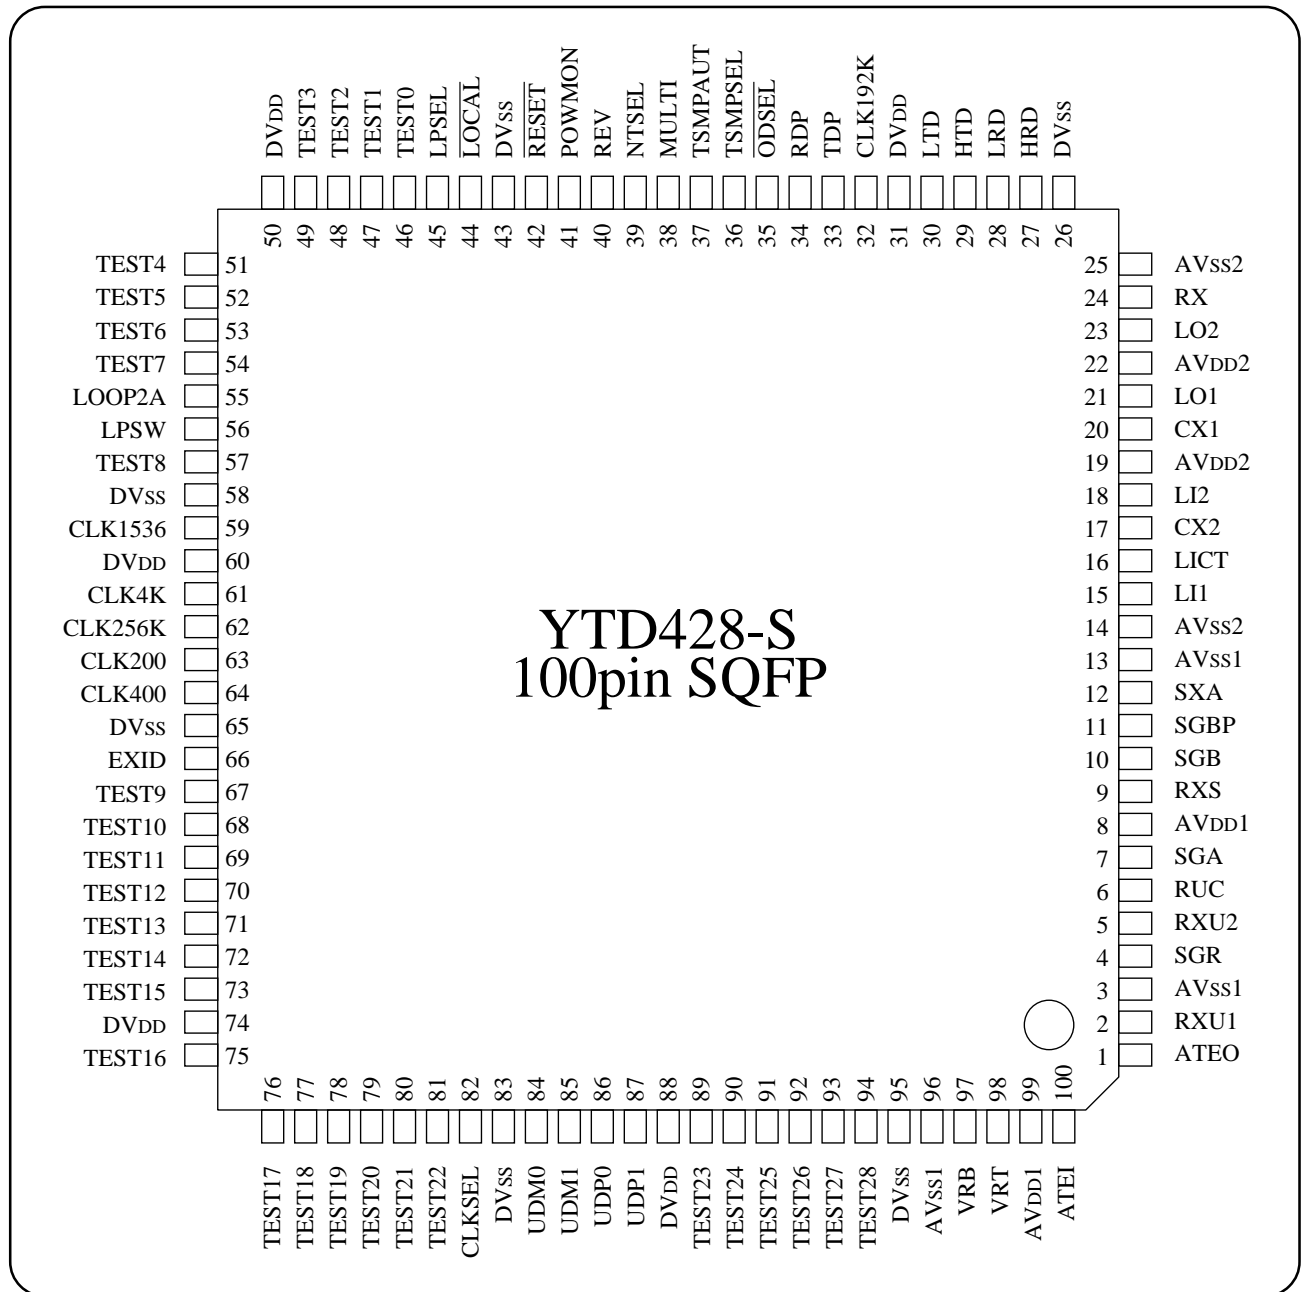 DVDD TEST3 TEST2 TEST1 TEST0 LPSEL LOCAL DVss RESET POWMON REV NTSEL MULTI TSMPAUT TSMPSEL ODSEL RDP TDP CLK192K DVDD LTD HTD LRD HRD DVss
50 49 48 47 46 45 44 43 42 41 40 39 38 37 36 35 34 33 32 31 30 29 28 27 26
TEST4 51 25 AVss2
TEST5 52 24 RX
TEST6 53 23 LO2
TEST7 54 22 AVDD2
LOOP2A 55 21 LO1
LPSW 56 20 CX1
TEST8 57 19 AVDD2
DVss 58 18 LI2
CLK1536 59 17 CX2
DVDD 60 16 LICT
CLK4K 61 15 LI1
CLK256K 62 14 AVss2
CLK200 63 13 AVss1
CLK400 64 12 SXA
DVss 65 11 SGBP
EXID 66 10 SGB
TEST9 67 9 RXS
TEST10 68 8 AVDD1
TEST11 69 7 SGA
TEST12 70 6 RUC
TEST13 71 5 RXU2
TEST14 72 4 SGR
TEST15 73 3 AVss1
DVDD 74 2 RXU1
TEST16 75 1 ATEO
YTD428-S
100pin SQFP
76 77 78 79 80 81 82 83 84 85 86 87 88 89 90 91 92 93 94 95 96 97 98 99 100
TEST17 TEST18 TEST19 TEST20 TEST21 TEST22 CLKSEL DVss UDM0 UDM1 UDP0 UDP1 DVDD TEST23 TEST24 TEST25 TEST26 TEST27 TEST28 DVss AVss1 VRB VRT AVDD1 ATEI